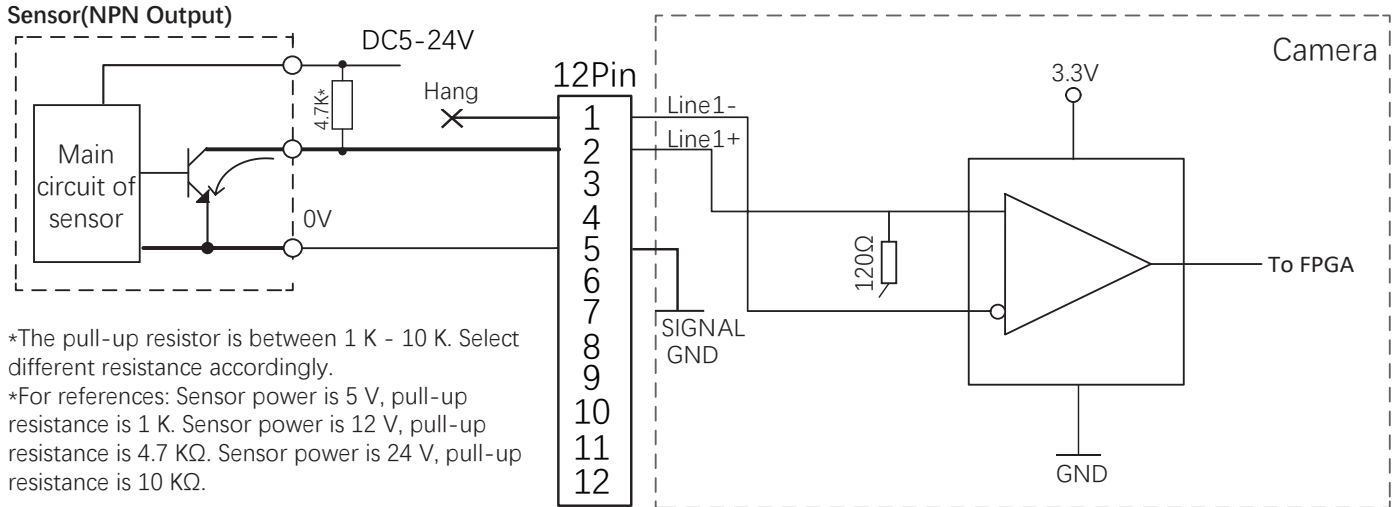 Sensor(NPN Output)
DC5-24V
Camera
12Pin
3.3V
Hang
4.7K*
1
Line1-
Line1+
2
Main
circuit of
sensor
3
4
0V
5
120Ω
To FPGA
6
7
SIGNAL
GND
8
9
10
11
12
GND
*The pull-up resistor is between 1 K - 10 K. Select
different resistance accordingly.
*For references: Sensor power is 5 V, pull-up
resistance is 1 K. Sensor power is 12 V, pull-up
resistance is 4.7 KΩ. Sensor power is 24 V, pull-up
resistance is 10 KΩ.